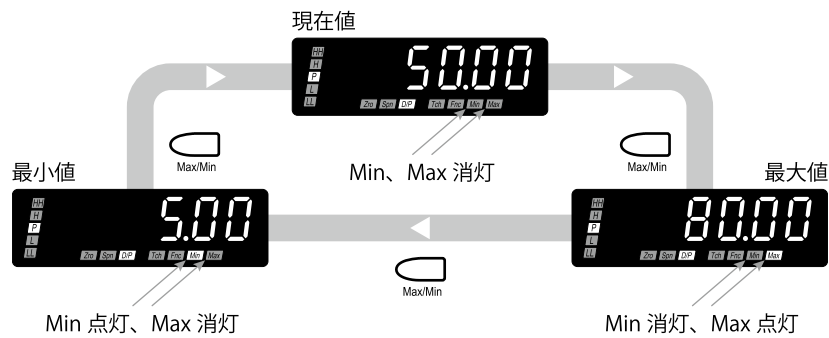 現在値
HH
H
P
L
LL
50.00
Zro Spn D/P Tch Fnc Min Max
Max/Min
Min、Max 消灯
Max/Min
最小値
HH
H
P
L
LL
5.00
Zro Spn D/P Tch Fnc Min Max
最大値
HH
H
P
L
LL
80.00
Zro Spn D/P Tch Fnc Min Max
Max/Min
Min 点灯、Max 消灯
Min 消灯、Max 点灯